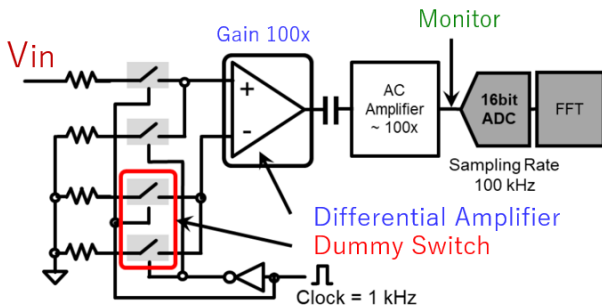 Gain 100x
Monitor
Vin
+
-
AC
Amplifier
~ 100x
16bit
ADC
FFT
Sampling Rate
100 kHz
Differential Amplifier
Dummy Switch
Clock = 1 kHz